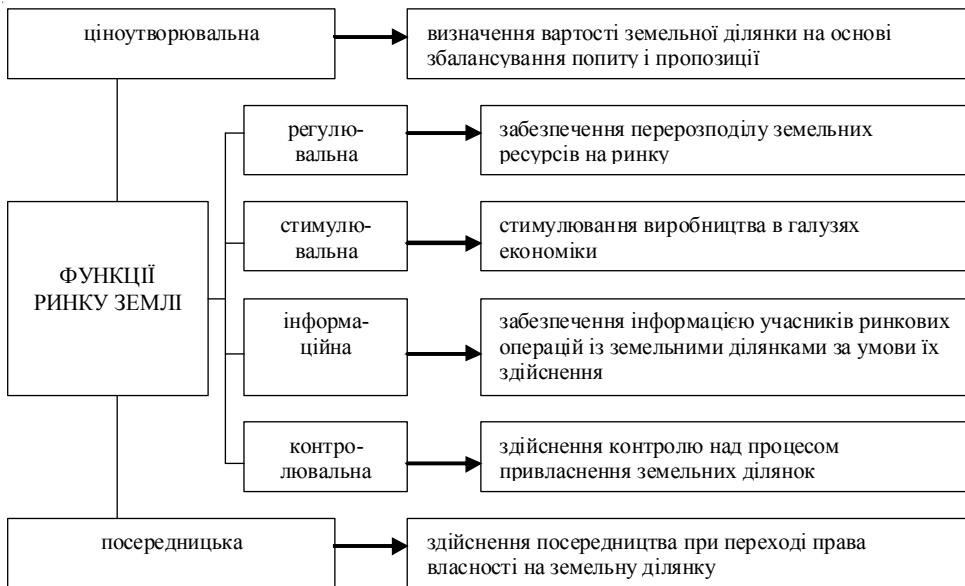 ціноутворювальна
визначення вартості земельної ділянки на основі
збалансування попиту і пропозиції
регулю-
вальна
забезпечення перерозподілу земельних
ресурсів на ринку
стимулю-
вальна
стимулювання виробництва в галузях
економіки
ФУНКЦІЇ
РИНКУ ЗЕМЛІ
інформа-
ційна
забезпечення інформацією учасників ринкових
операцій із земельними ділянками за умови їх
здійснення
контро-
лювальна
здійснення контролю над процесом
привласнення земельних ділянок
посередницька
здійснення посередництва при переході права
власності на земельну ділянку